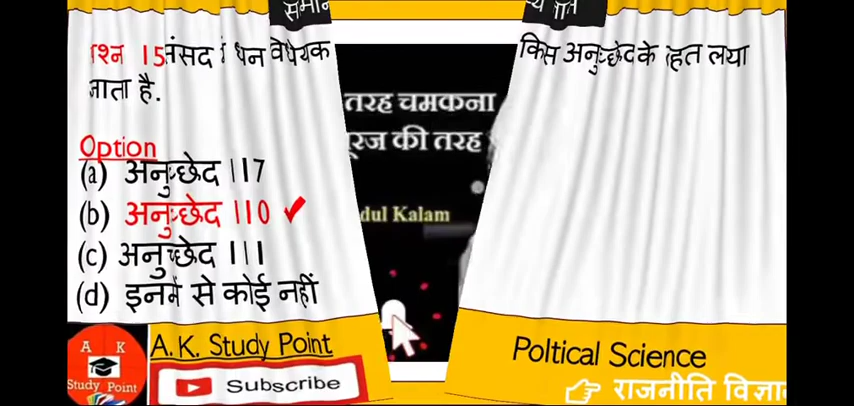 प्रश्न 15 संसद में धन विधेयक किस अनुच्छेद के तहत लया
जाता है.
तरह चमकना
सूरज की तरह
Option
(a) अनुच्छेद 117
(b) अनुच्छेद 110 ✓
dul Kalam
(c) अनुच्छेद 111
(d) इनमें से कोई नहीं
A K
Study Point
A. K. Study Point
Subscribe
Poltical Science
राजनीति विज्ञान